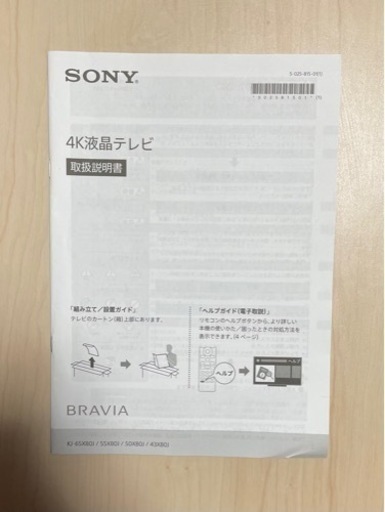 SONY
4K液晶テレビ
取扱説明書
「組み立て／設置ガイド」
テレビのカートン(箱)上部にあります。
「ヘルプガイド(電子取説)」
リモコンのヘルプボタンから、より詳しい
本機の使いかた／困ったときの対処方法を
表示できます。(4 ページ)
ヘルプ
ヘルプ
BRAVIA